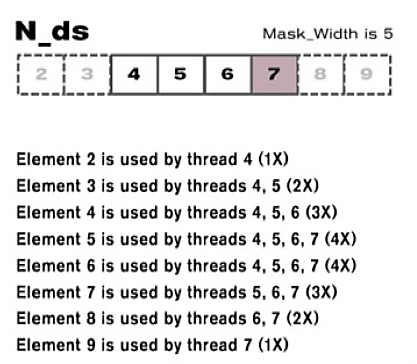 N_ds
Mask_Width is 5
2 3 4 5 6 7 8 9
Element 2 is used by thread 4 (1X)
Element 3 is used by threads 4, 5 (2X)
Element 4 is used by threads 4, 5, 6 (3X)
Element 5 is used by threads 4, 5, 6, 7 (4X)
Element 6 is used by threads 4, 5, 6, 7 (4X)
Element 7 is used by threads 5, 6, 7 (3X)
Element 8 is used by threads 6, 7 (2X)
Element 9 is used by thread 7 (1X)